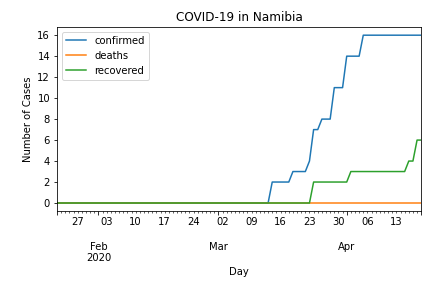 COVID-19 in Namibia
confirmed
deaths
recovered
16
14
12
10
8
6
4
2
0
Number of Cases
27 03 10 17 24 02 09 16 23 30 06 13
Feb Mar Apr
2020
Day